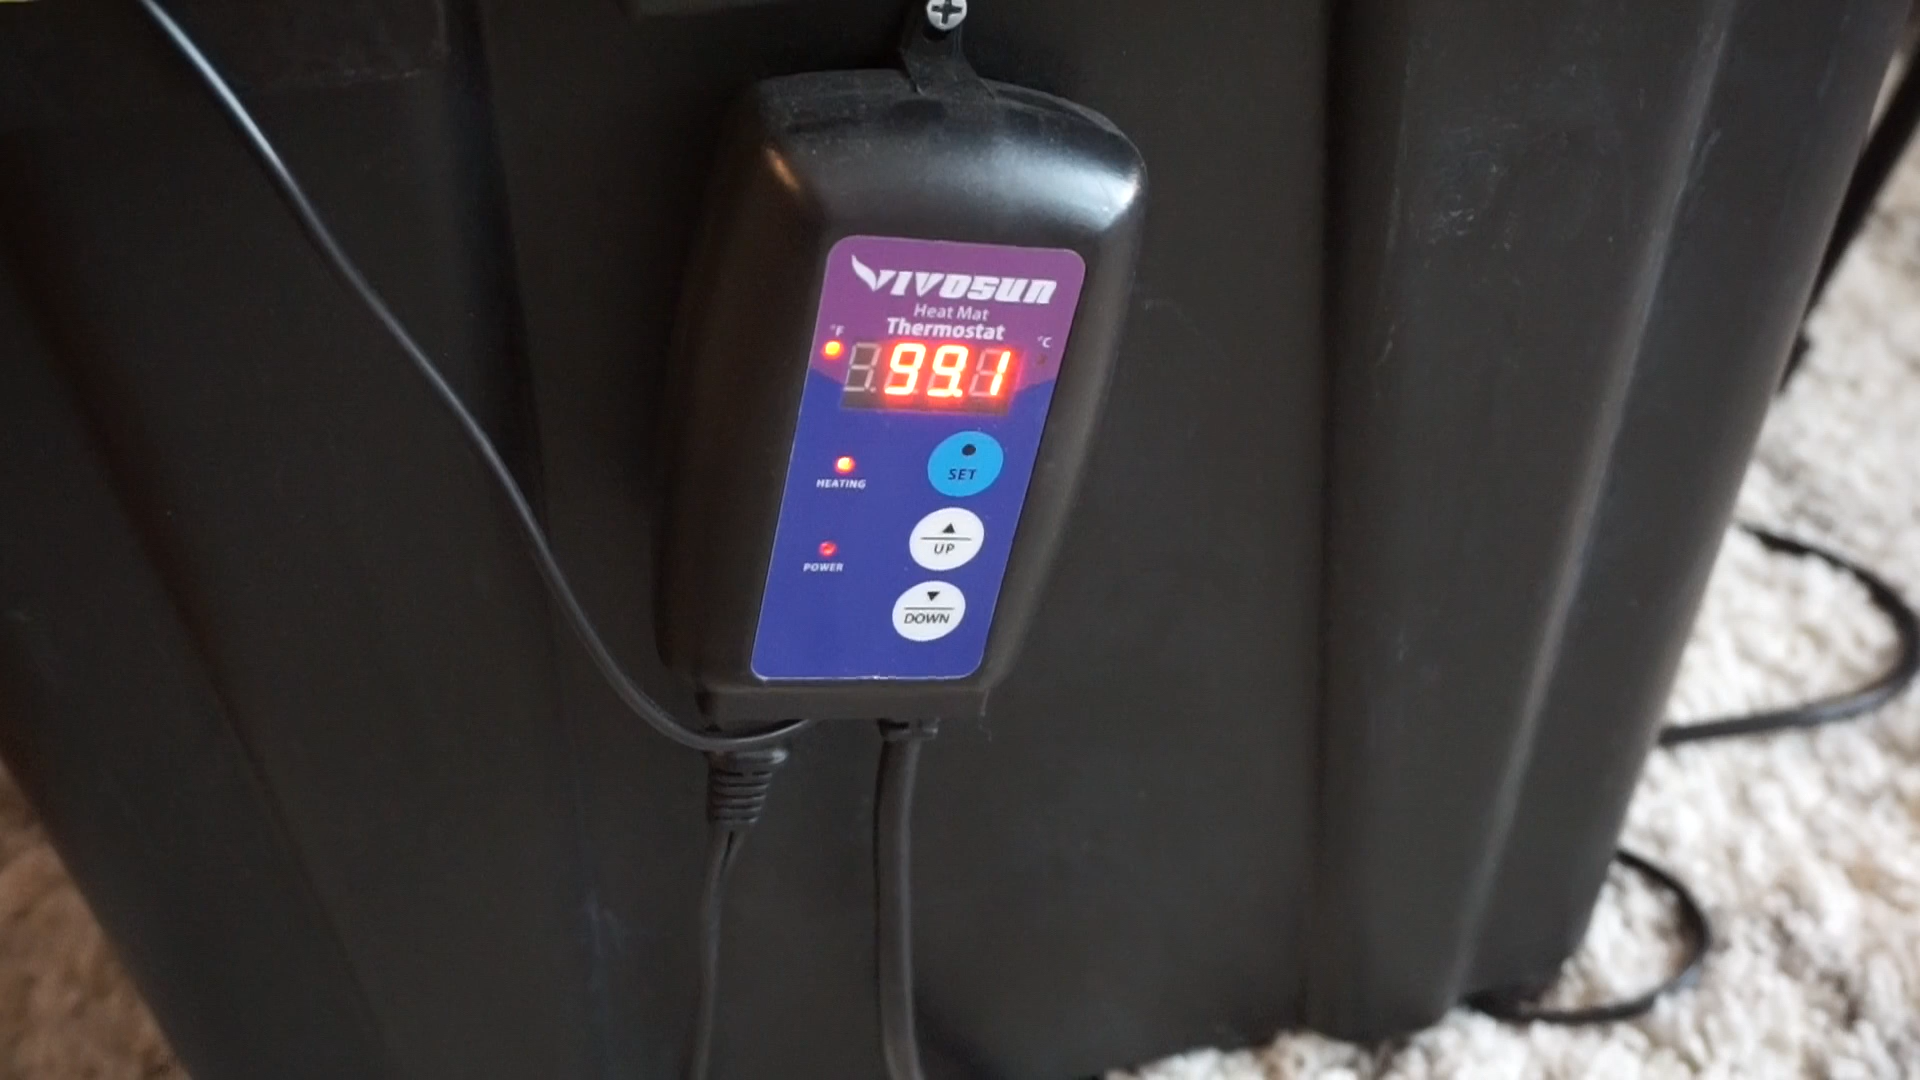 VIVOSUN
Heat Mat
Thermostat
°F
°C
99.1
SET
HEATING
UP
POWER
DOWN